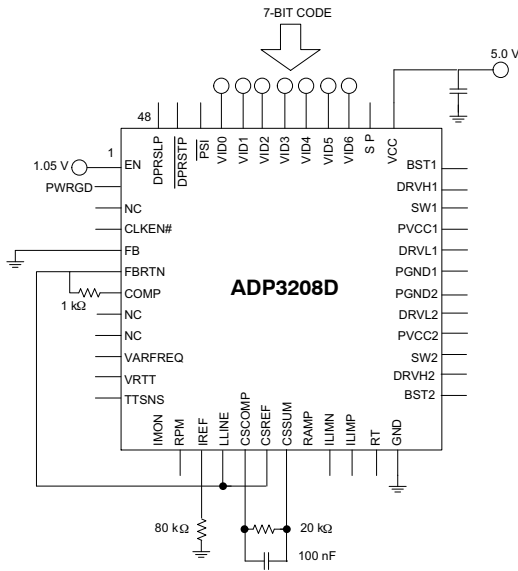 7-BIT CODE
5.0 V
48
1
DPRSLP
DPRSTP
PSI
VID0
VID1
VID2
VID3
VID4
VID5
VID6
S P
VCC
1.05 V
EN
PWRGD
NC
CLKEN#
FB
FBRTN
COMP
1 kΩ
NC
NC
VARFREQ
VRTT
TTSNS
ADP3208D
BST1
DRVH1
SW1
PVCC1
DRVL1
PGND1
PGND2
DRVL2
PVCC2
SW2
DRVH2
BST2
IMON
RPM
IREF
LLINE
CSCOMP
CSREF
CSSUM
RAMP
ILIMN
ILIMP
RT
GND
80 kΩ
20 kΩ
100 nF